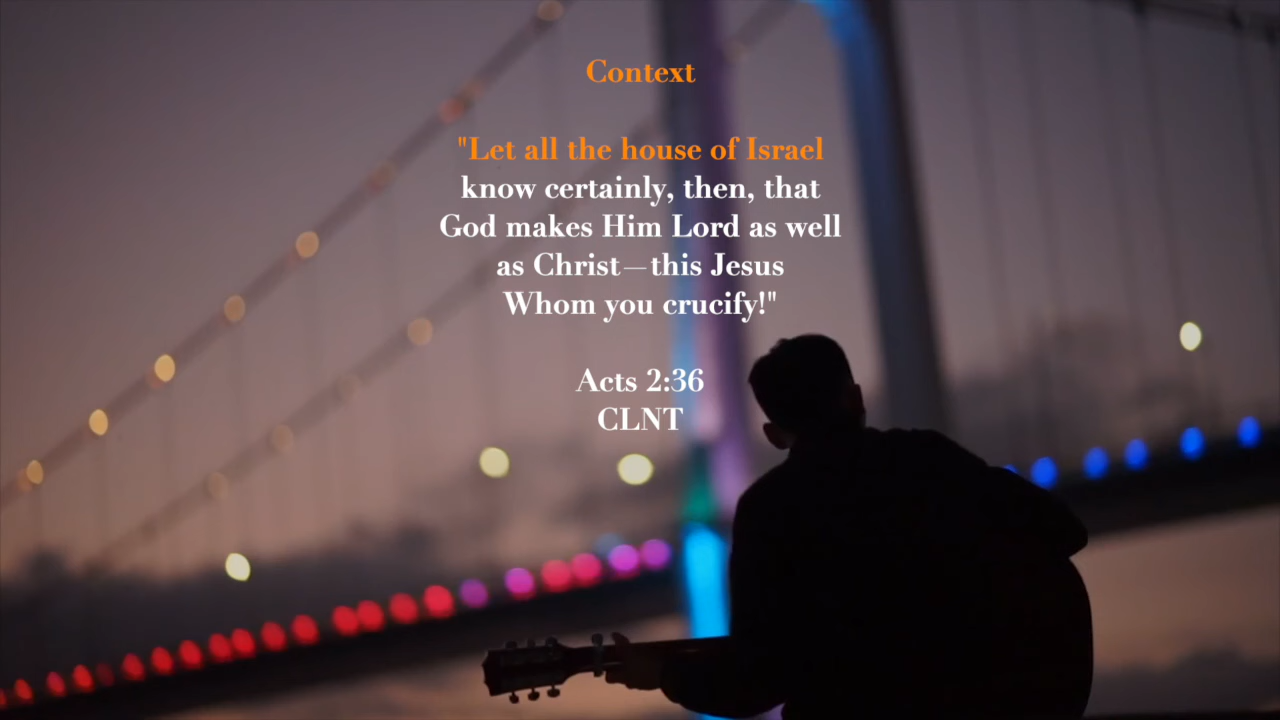 Context
"Let all the house of Israel
know certainly, then, that
God makes Him Lord as well
as Christ—this Jesus
Whom you crucify!"
Acts 2:36
CLNT